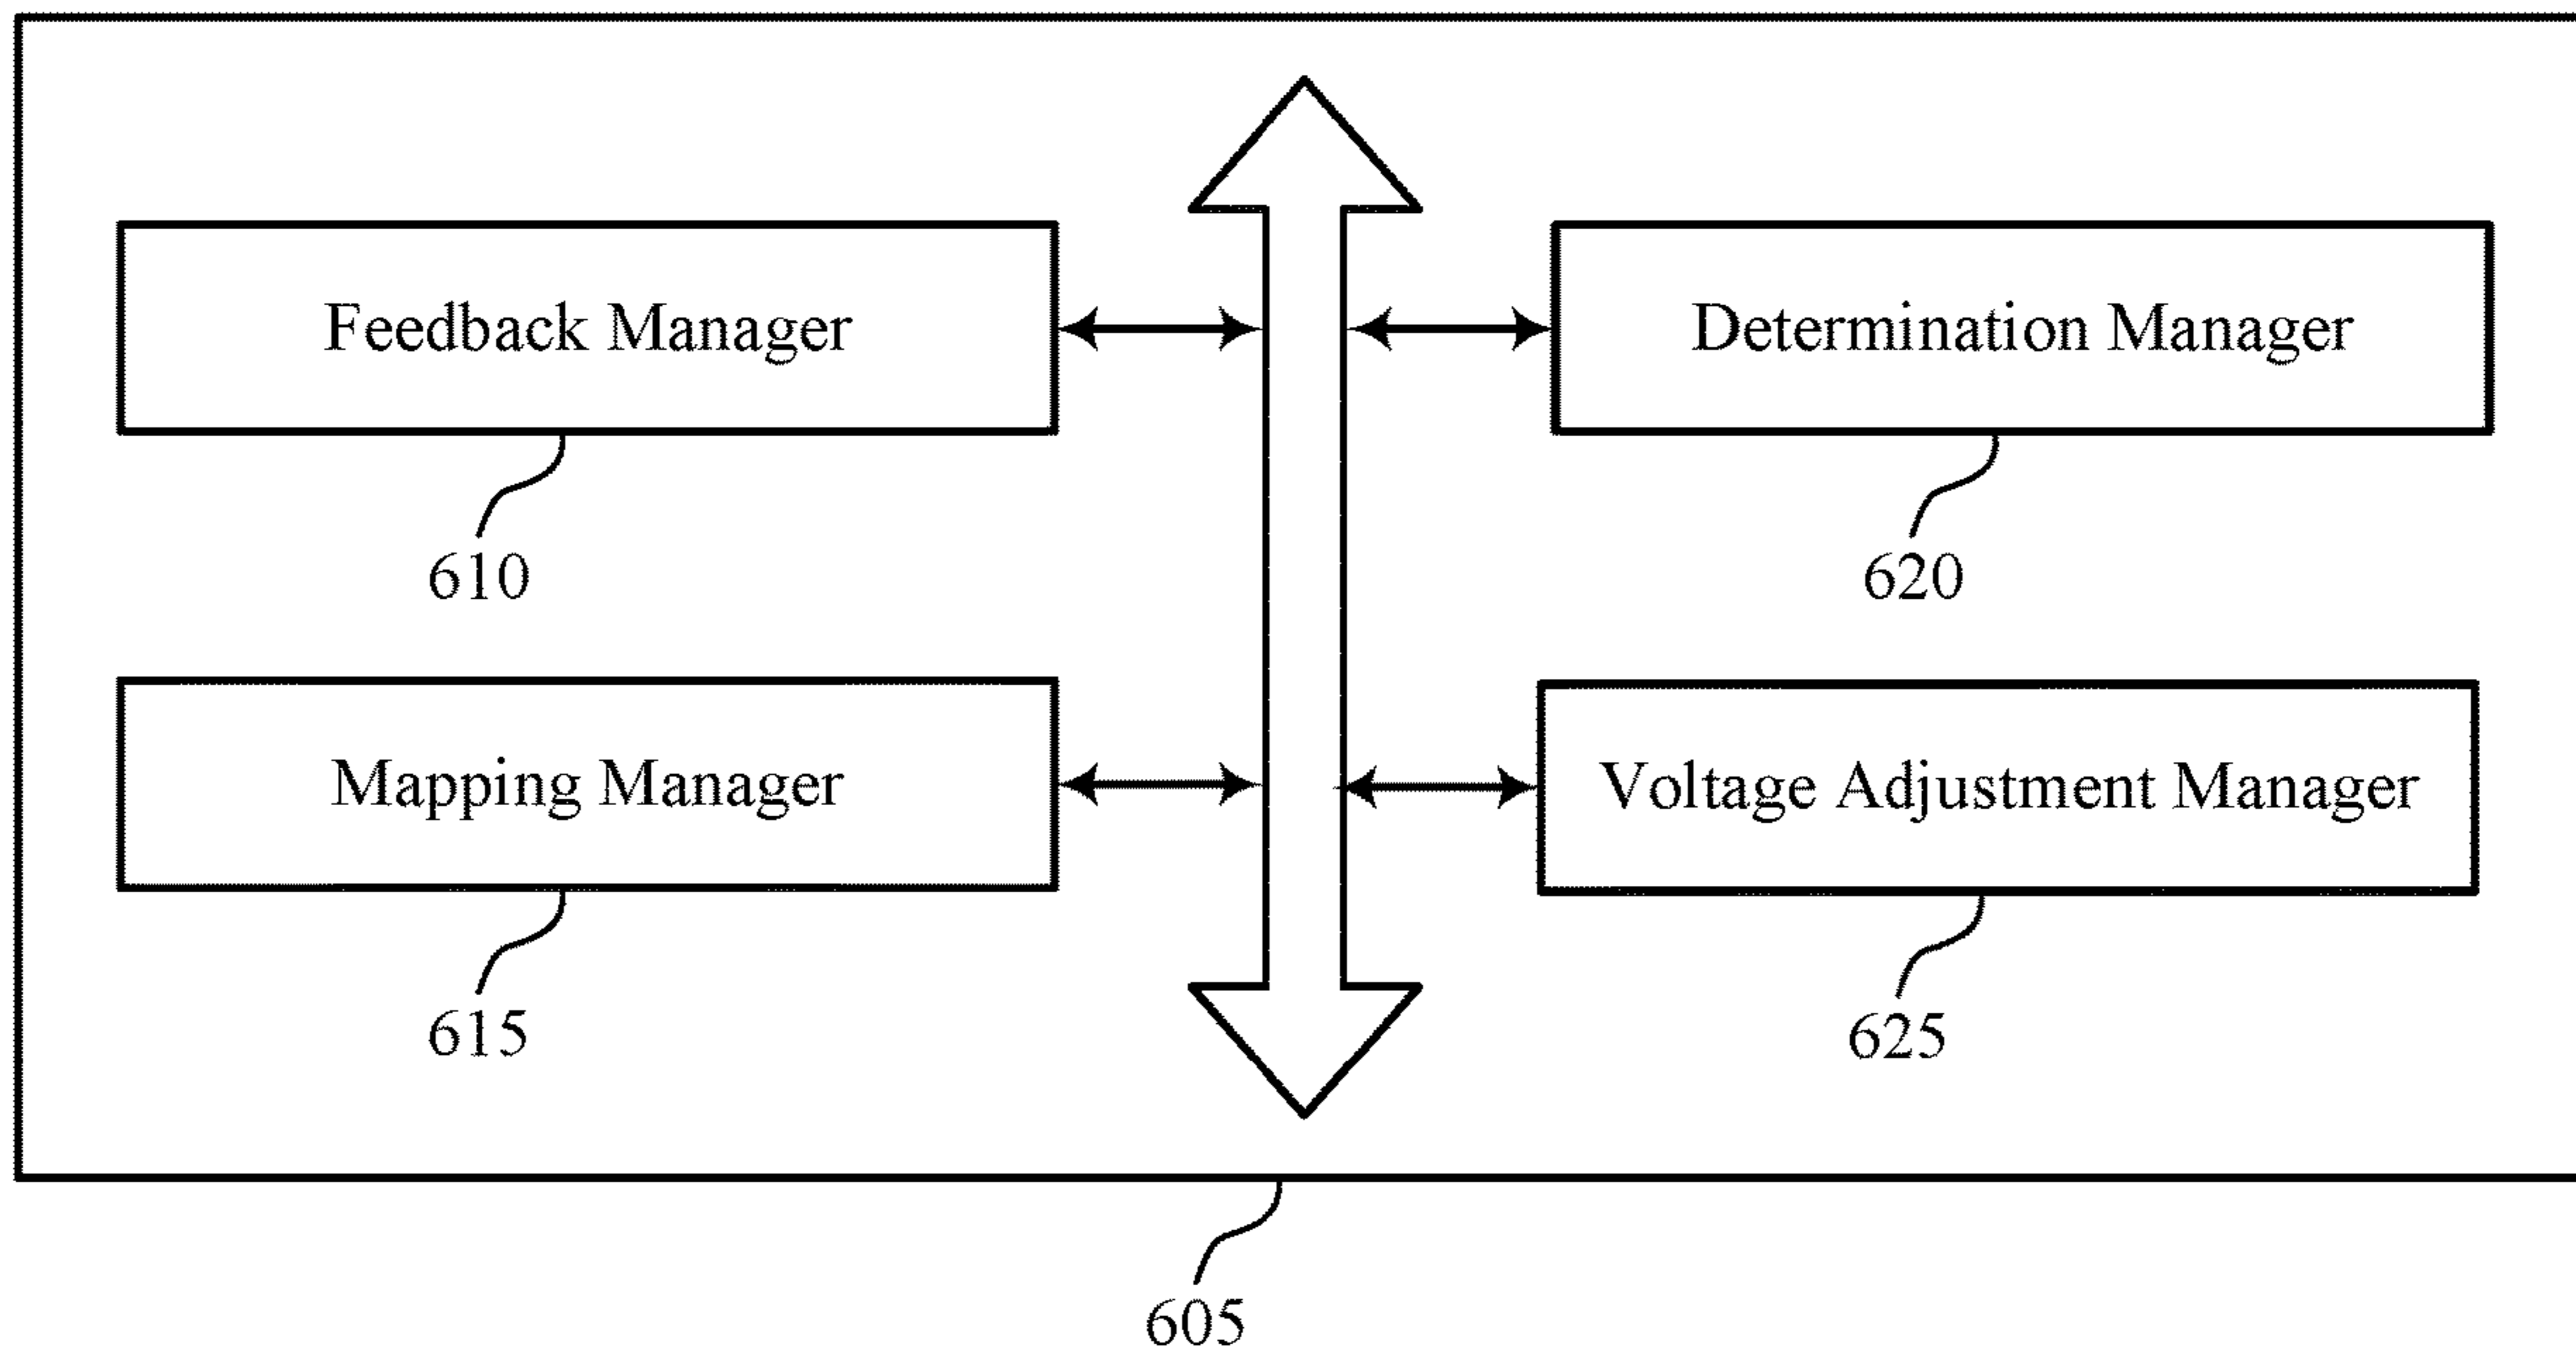 Feedback Manager
610
Determination Manager
620
Mapping Manager
615
Voltage Adjustment Manager
625
605